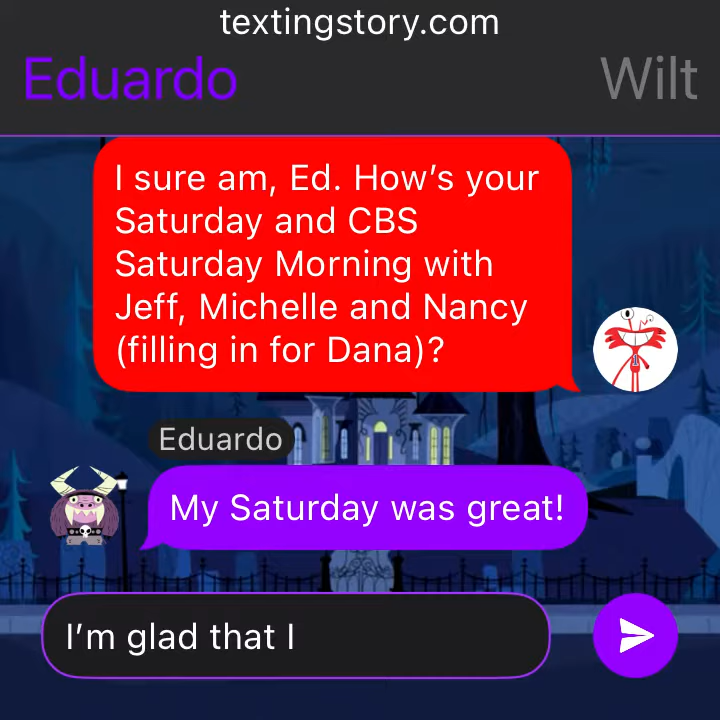 textingstory.com
Eduardo
Wilt
I sure am, Ed. How’s your
Saturday and CBS
Saturday Morning with
Jeff, Michelle and Nancy
(filling in for Dana)?
Eduardo
My Saturday was great!
I’m glad that I